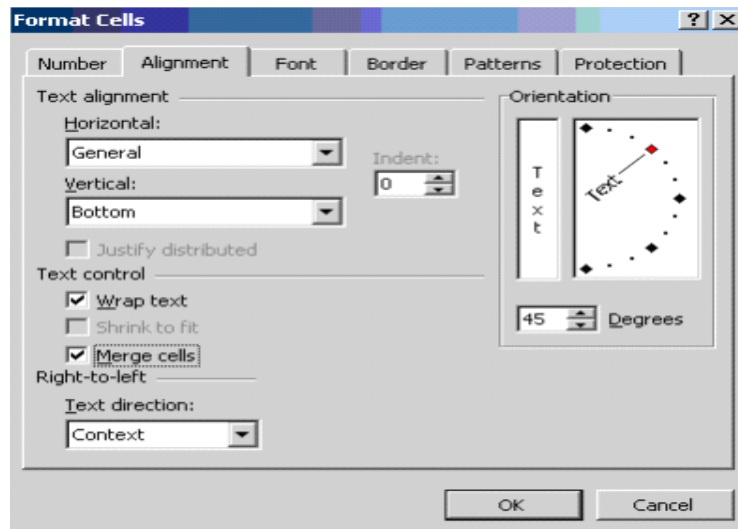 Format Cells ? X
Number Alignment Font Border Patterns Protection
Text alignment
Horizontal:
General
Indent:
0
Vertical:
Bottom
Justify distributed
Text control
Wrap text
Shrink to fit
Merge cells
Right-to-left
Text direction:
Context
Orientation
T
e
x
t
Text
45 Degrees
OK Cancel